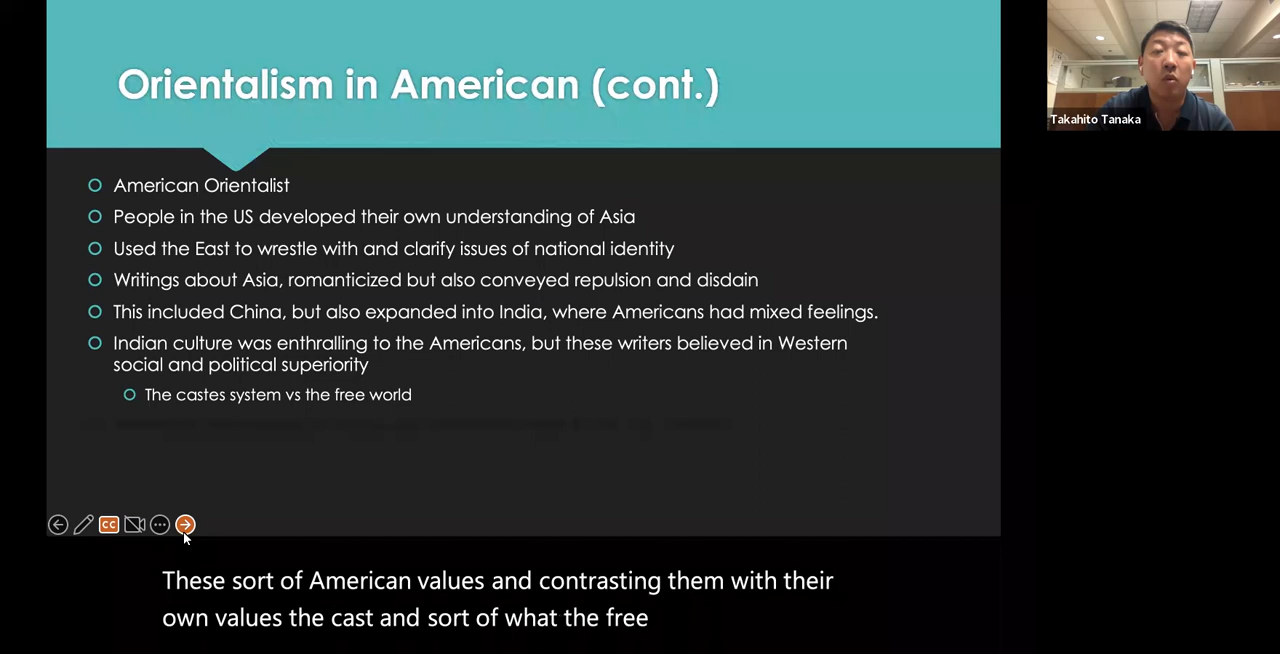 Orientalism in American (cont.)
American Orientalist
People in the US developed their own understanding of Asia
Used the East to wrestle with and clarify issues of national identity
Writings about Asia, romanticized but also conveyed repulsion and disdain
This included China, but also expanded into India, where Americans had mixed feelings.
Indian culture was enthralling to the Americans, but these writers believed in Western
social and political superiority
The castes system vs the free world
CC
These sort of American values and contrasting them with their
own values the cast and sort of what the free
Takahito Tanaka